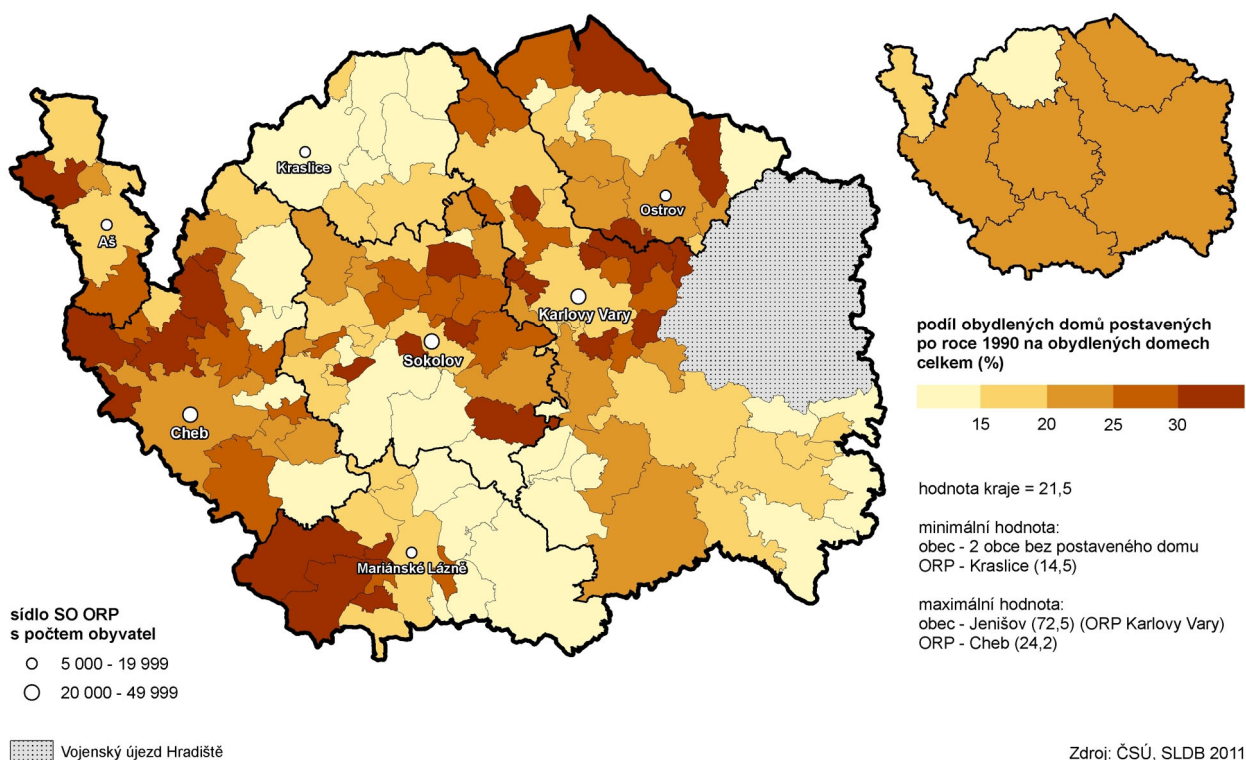 Kraslice
Aš
Ostrov
Karlovy Vary
Sokolov
Cheb
Mariánské Lázně
podíl obydlených domů postavených
po roce 1990 na obydlených domech
celkem (%)
15 20 25 30
hodnota kraje = 21,5
minimální hodnota:
obec - 2 obce bez postaveného domu
ORP - Kraslice (14,5)
maximální hodnota:
obec - Jenišov (72,5) (ORP Karlovy Vary)
ORP - Cheb (24,2)
sídlo SO ORP
s počtem obyvatel
5 000 - 19 999
20 000 - 49 999
Vojenský újezd Hradiště
Zdroj: ČSÚ, SLDB 2011